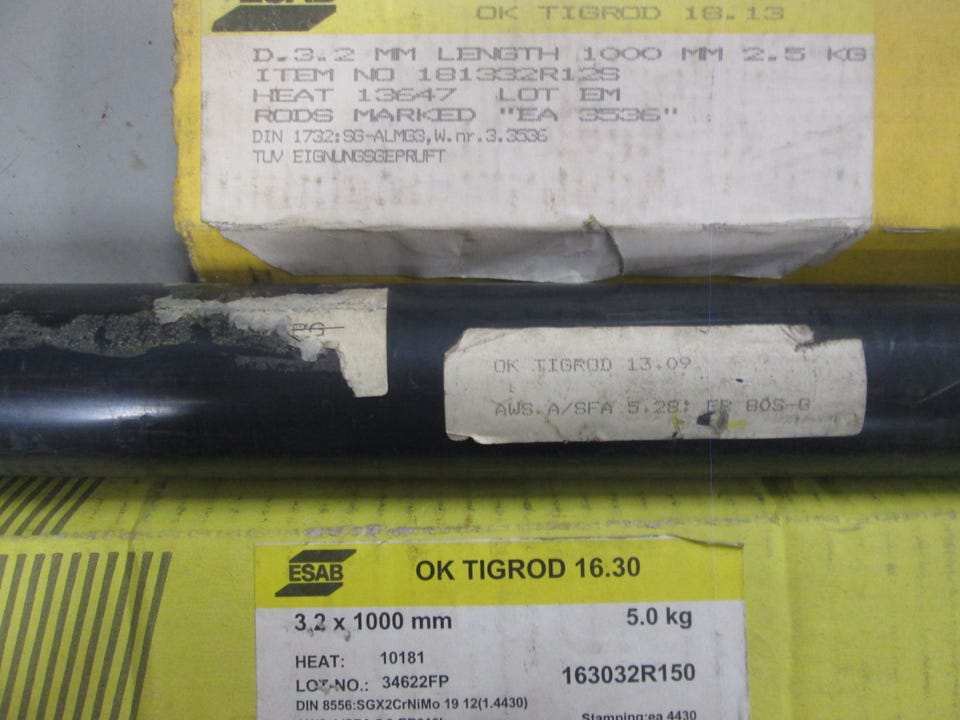 ESAB
OK TIGROD 18.13
D.3.2 MM LENGTH 1000 MM 2.5 KG
ITEM NO 181332R12S
HEAT 13647 LOT EM
RODS MARKED "EA 3536"
DIN 1732:SG-ALMG3,W.nr.3.3536
TUV EIGNUNGSGEPRUFT
PG
OK TIGROD 13.09
AWS A/SFA 5.28: ER 80S-G
ESAB
OK TIGROD 16.30
3.2 x 1000 mm 5.0 kg
HEAT: 10181
LOT-NO.: 34622FP 163032R150
DIN 8556:SGX2CrNiMo 19 12(1.4430)
Stamping:ea 4430